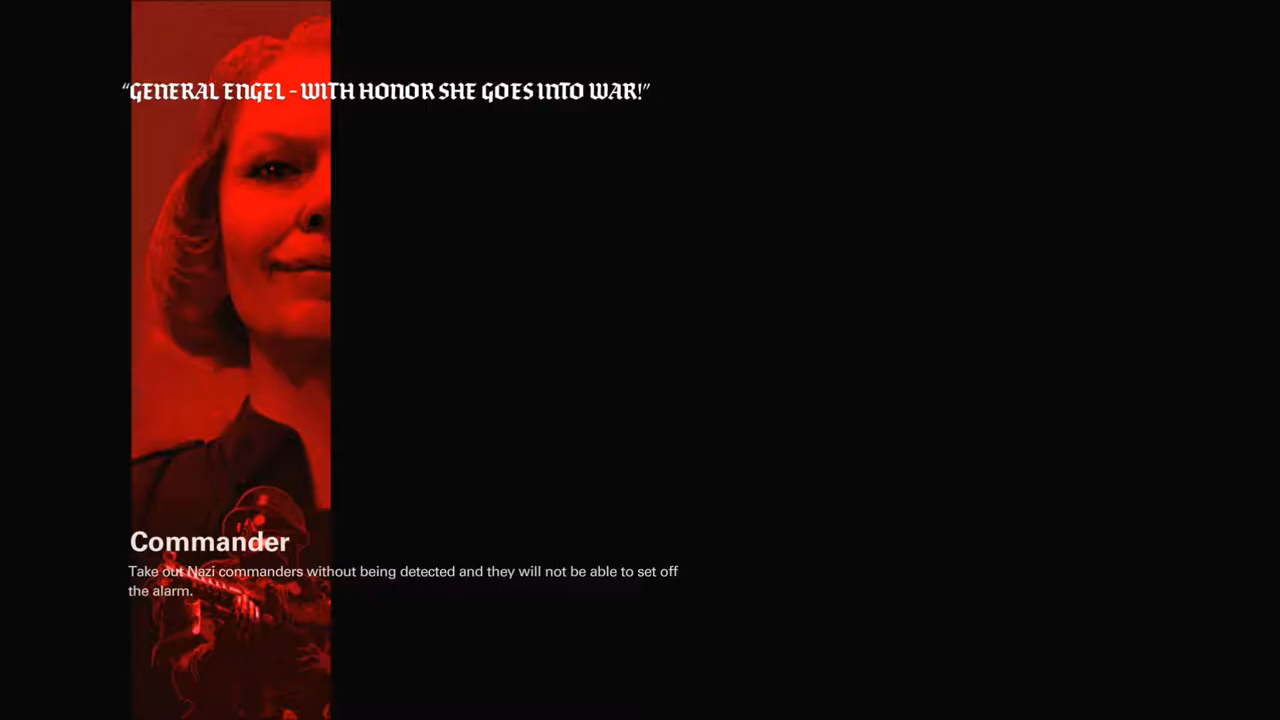 “GENERAL ENGEL - WITH HONOR SHE GOES INTO WAR!”
Commander
Take out Nazi commanders without being detected and they will not be able to set off
the alarm.